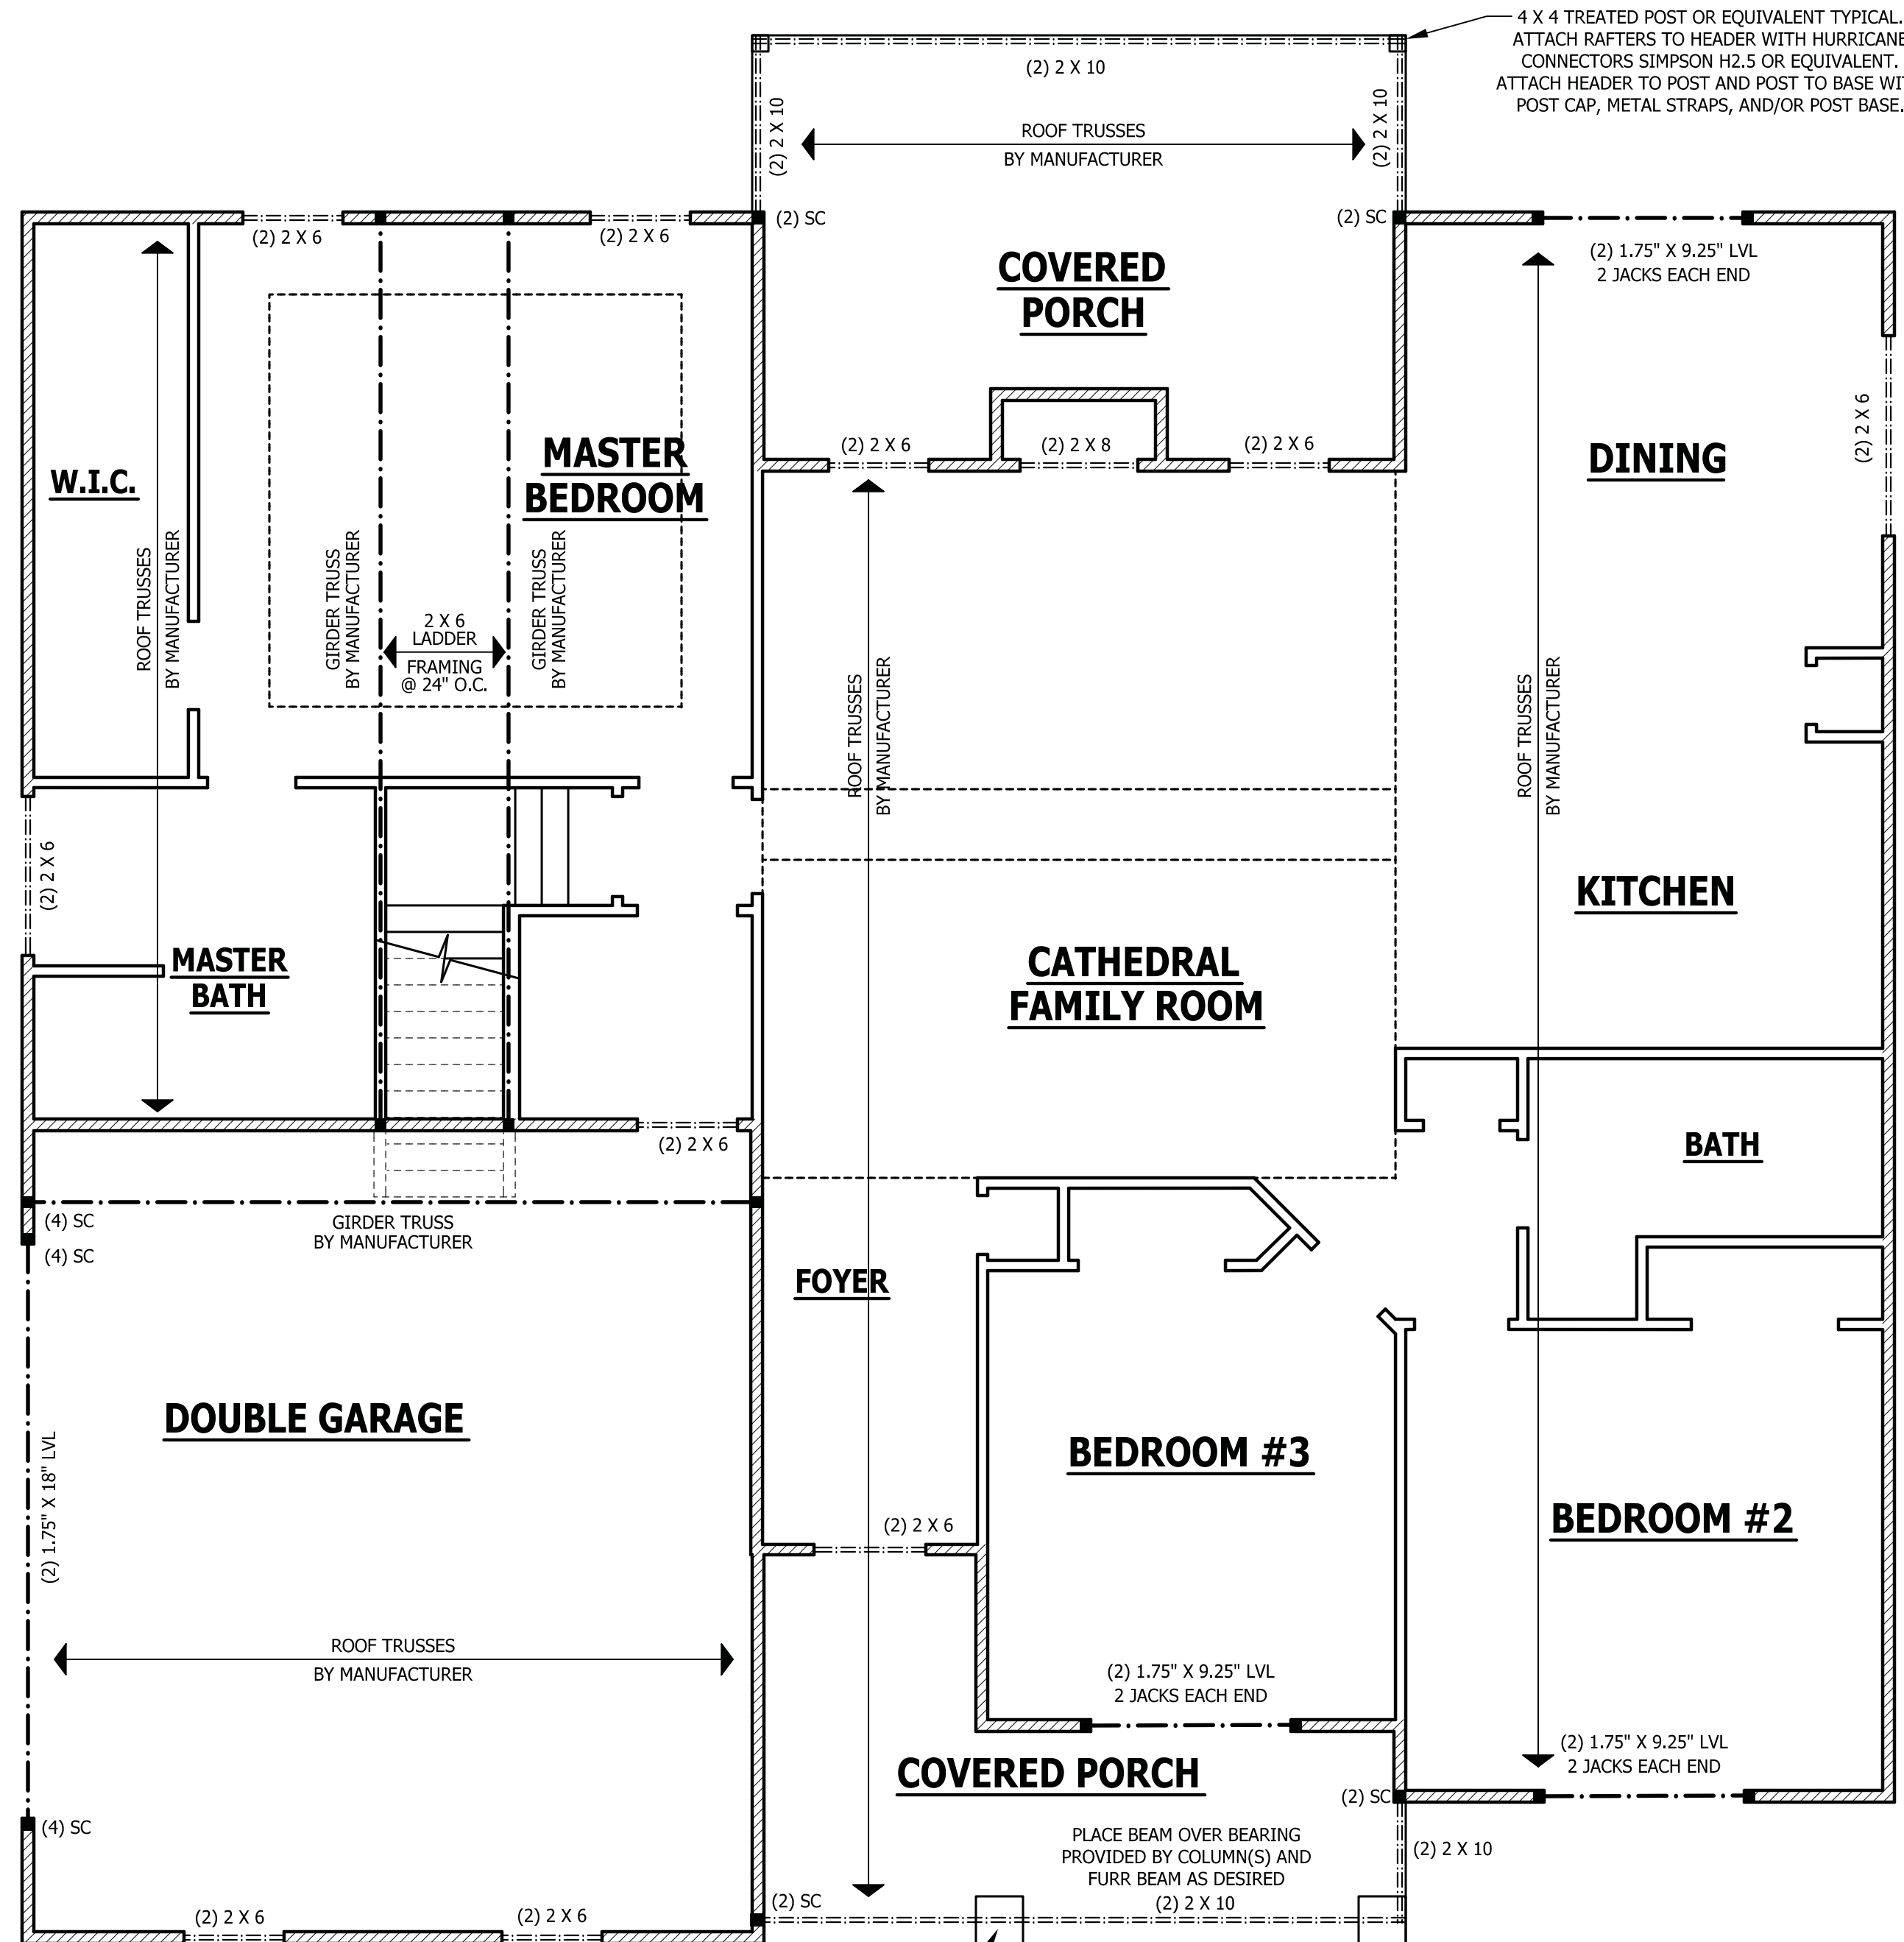 4 X 4 TREATED POST OR EQUIVALENT TYPICAL.
ATTACH RAFTERS TO HEADER WITH HURRICANE
CONNECTORS SIMPSON H2.5 OR EQUIVALENT.
ATTACH HEADER TO POST AND POST TO BASE WI
POST CAP, METAL STRAPS, AND/OR POST BASE.
(2) 2 X 10
(2) 2 X 10
(2) 2 X 10
ROOF TRUSSES
BY MANUFACTURER
(2) SC
(2) SC
(2) 2 X 6
(2) 2 X 6
(2) 1.75" X 9.25" LVL
2 JACKS EACH END
COVERED
PORCH
W.I.C.
MASTER
BEDROOM
(2) 2 X 6
(2) 2 X 8
(2) 2 X 6
DINING
(2) 2 X 6
ROOF TRUSSES
BY MANUFACTURER
GIRDER TRUSS
BY MANUFACTURER
2 X 6
LADDER
FRAMING
@ 24" O.C.
GIRDER TRUSS
BY MANUFACTURER
ROOF TRUSSES
BY MANUFACTURER
ROOF TRUSSES
BY MANUFACTURER
(2) 2 X 6
KITCHEN
MASTER
BATH
CATHEDRAL
FAMILY ROOM
(2) 2 X 6
BATH
(4) SC
(4) SC
GIRDER TRUSS
BY MANUFACTURER
FOYER
DOUBLE GARAGE
(2) 1.75" X 18" LVL
BEDROOM #3
BEDROOM #2
(2) 2 X 6
ROOF TRUSSES
BY MANUFACTURER
(2) 1.75" X 9.25" LVL
2 JACKS EACH END
(2) 1.75" X 9.25" LVL
2 JACKS EACH END
COVERED PORCH
(2) SC
(4) SC
PLACE BEAM OVER BEARING
PROVIDED BY COLUMN(S) AND
FURR BEAM AS DESIRED
(2) 2 X 10
(2) 2 X 10
(2) SC
(2) 2 X 6
(2) 2 X 6